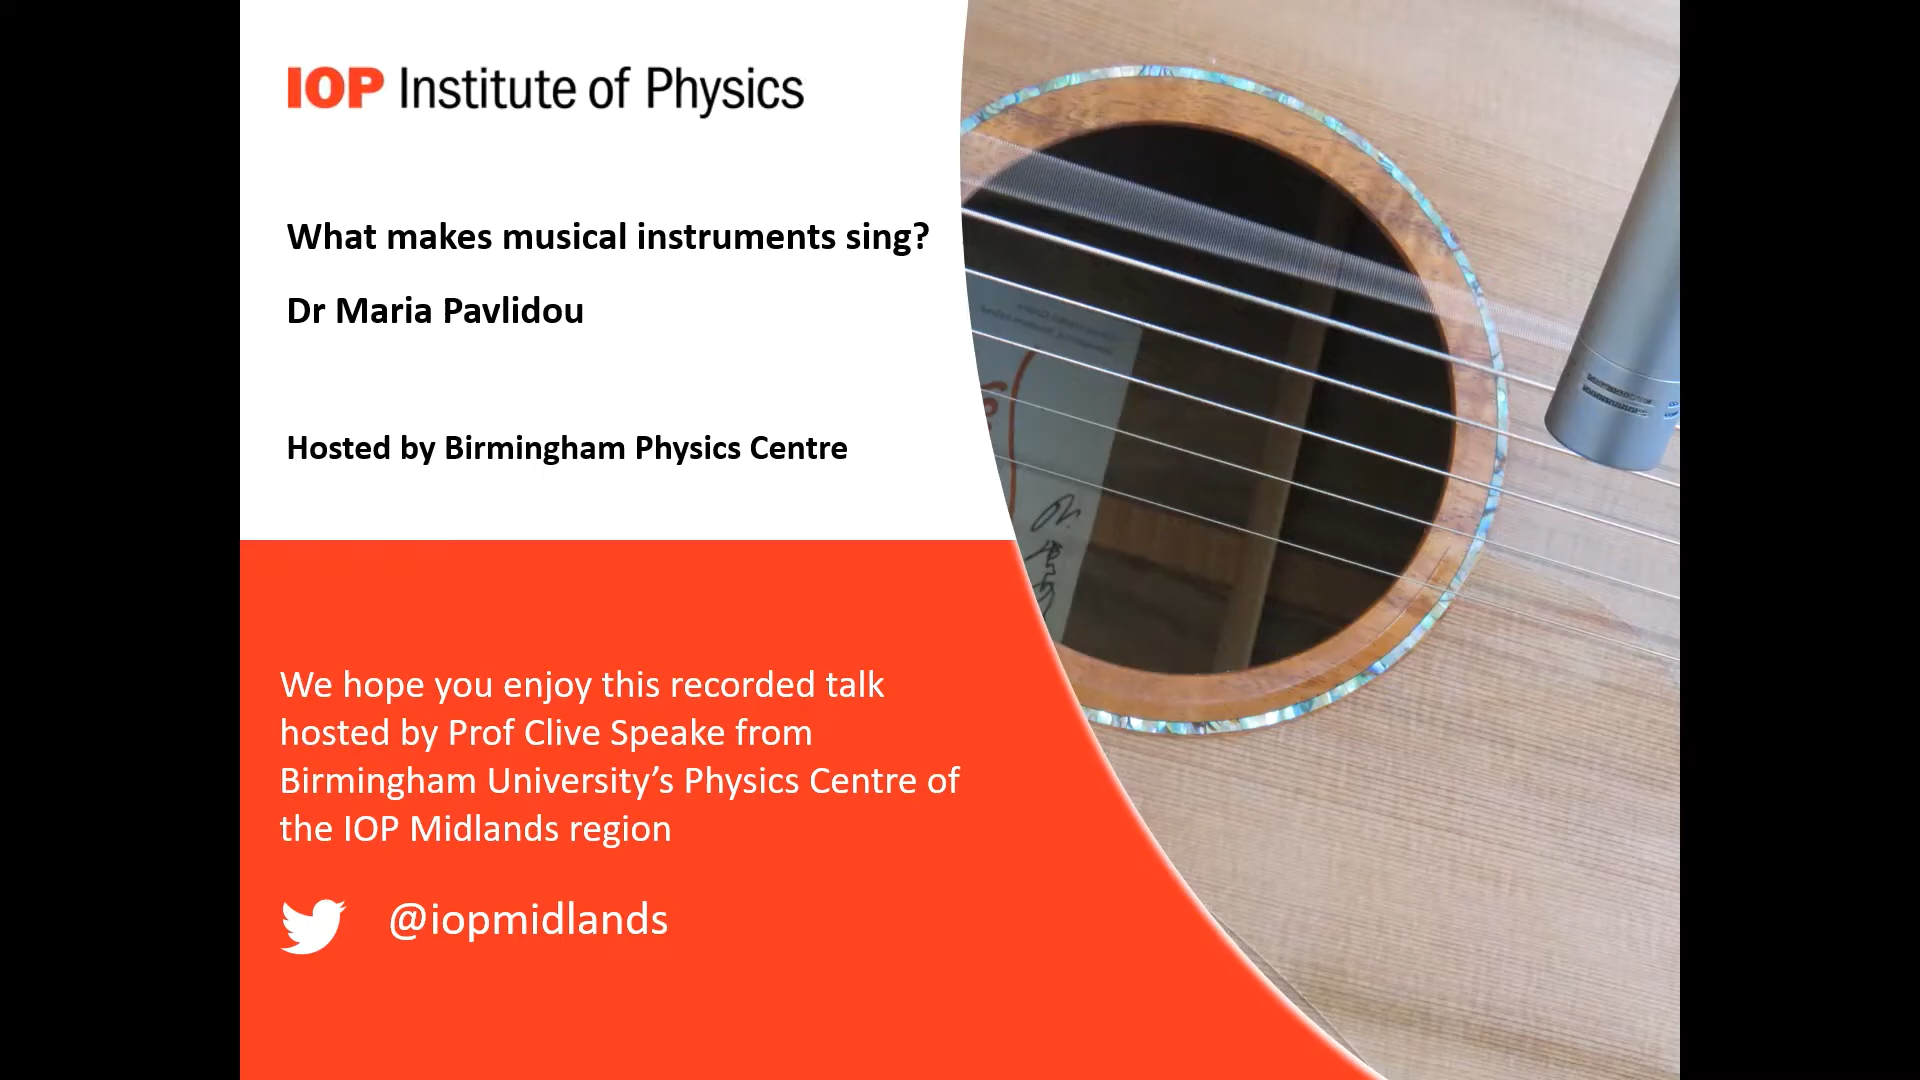 IOP Institute of Physics
What makes musical instruments sing?
Dr Maria Pavlidou
Hosted by Birmingham Physics Centre
We hope you enjoy this recorded talk
hosted by Prof Clive Speake from
Birmingham University’s Physics Centre of
the IOP Midlands region
@iopmidlands